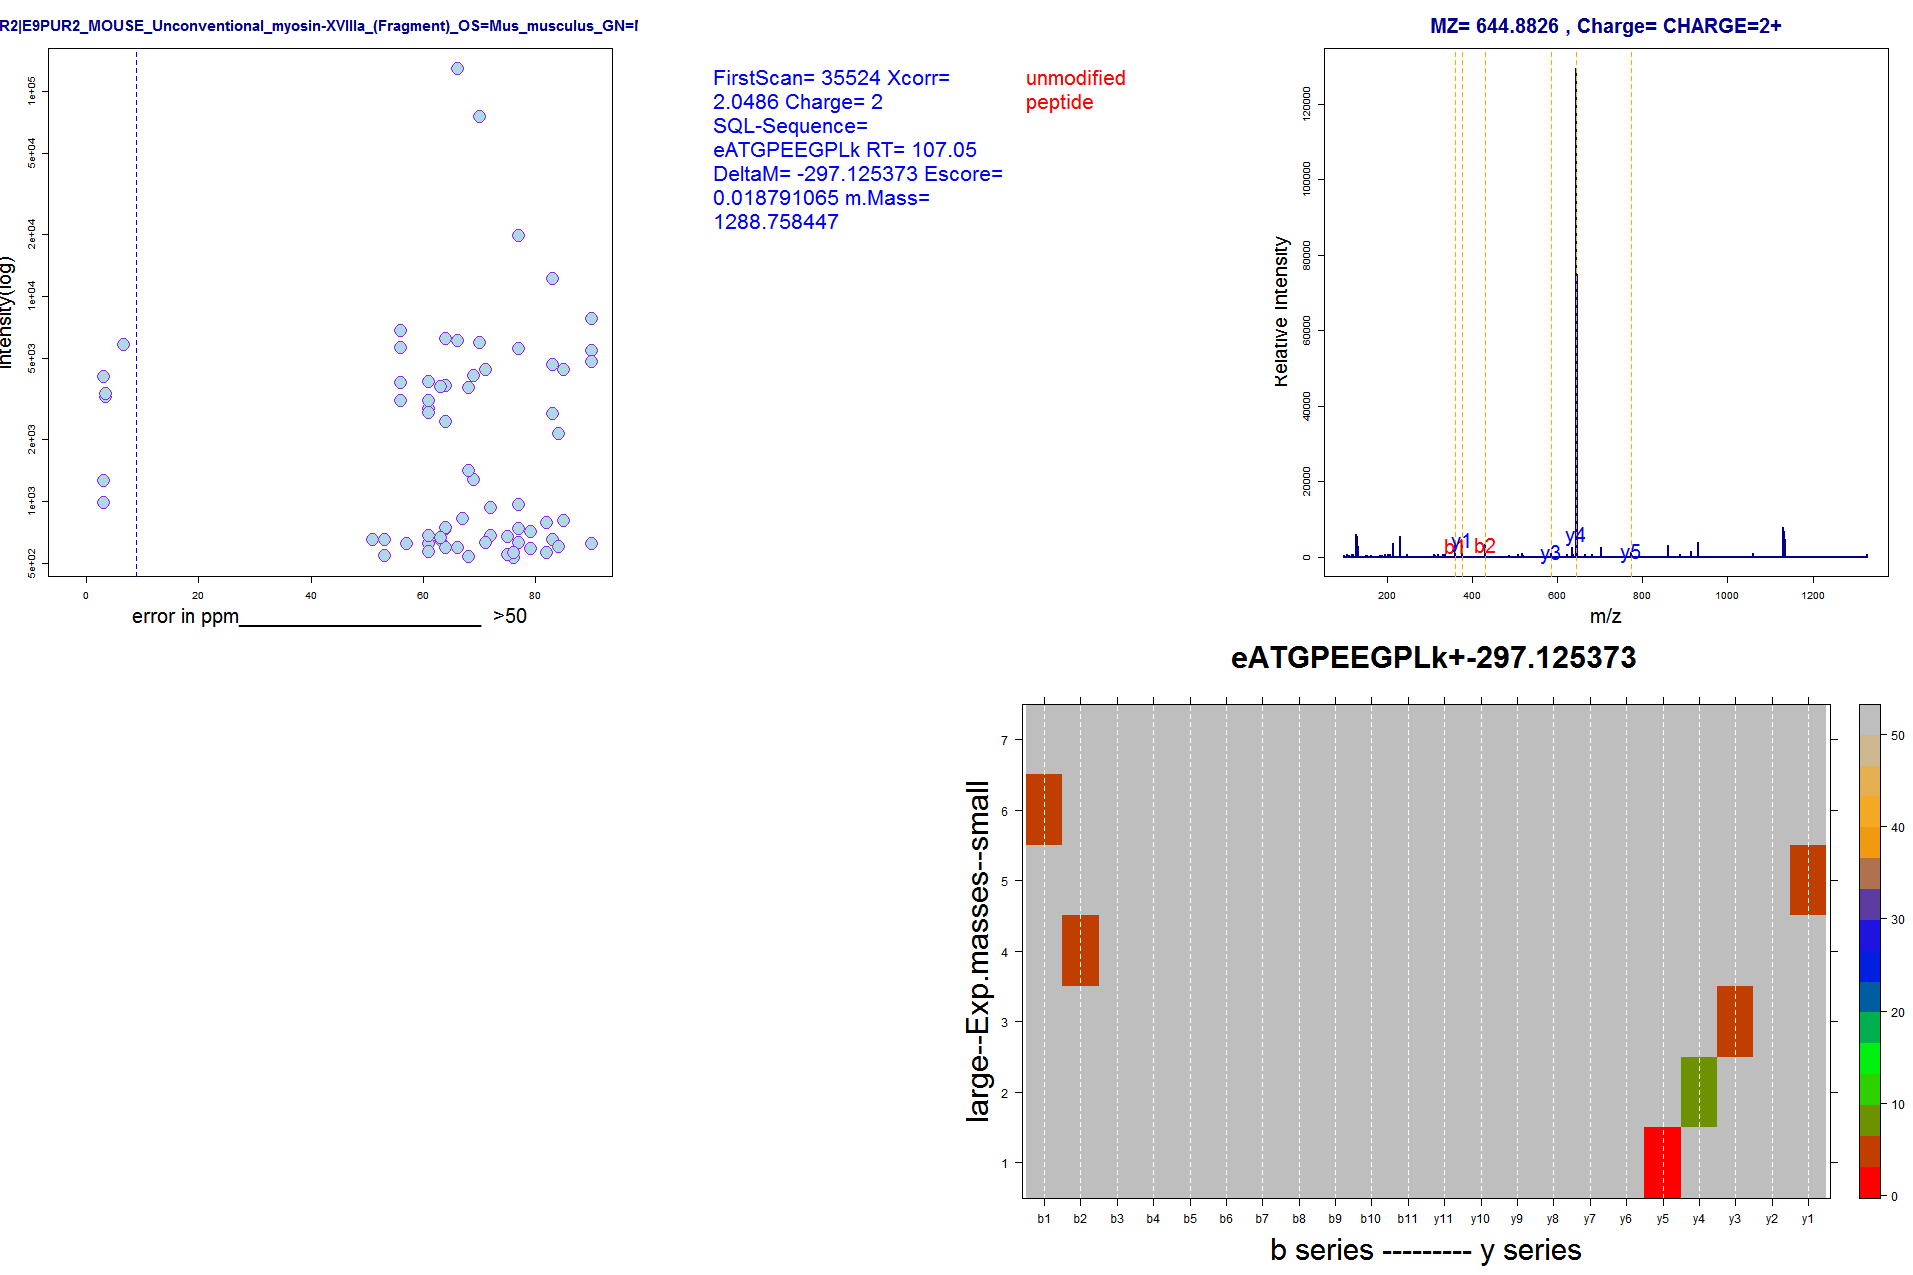 R2|E9PUR2_MOUSE_Unconventional_myosin-XVIIIa_(Fragment)_OS=Mus_musculus_GN=
Intensity(log)
1e+05
5e+04
2e+04
1e+04
5e+03
2e+03
1e+03
5e+02
0 20 40 60 80
error in ppm______________________ >50
FirstScan= 35524 Xcorr=
2.0486 Charge= 2
SQL-Sequence=
eATGPEEGPLk RT= 107.05
DeltaM= -297.125373 Escore=
0.018791065 m.Mass=
1288.758447
unmodified
peptide
MZ= 644.8826 , Charge= CHARGE=2+
Relative Intensity
120000
100000
80000
60000
40000
20000
0
b1 y1 b2 y3 y4 y5
200 400 600 800 1000 1200
m/z
eATGPEEGPLk+-297.125373
large--Exp.masses--small
7
6
5
4
3
2
1
b1 b2 b3 b4 b5 b6 b7 b8 b9 b10 b11 y11 y10 y9 y8 y7 y6 y5 y4 y3 y2 y1
b series --------- y series
50
40
30
20
10
0